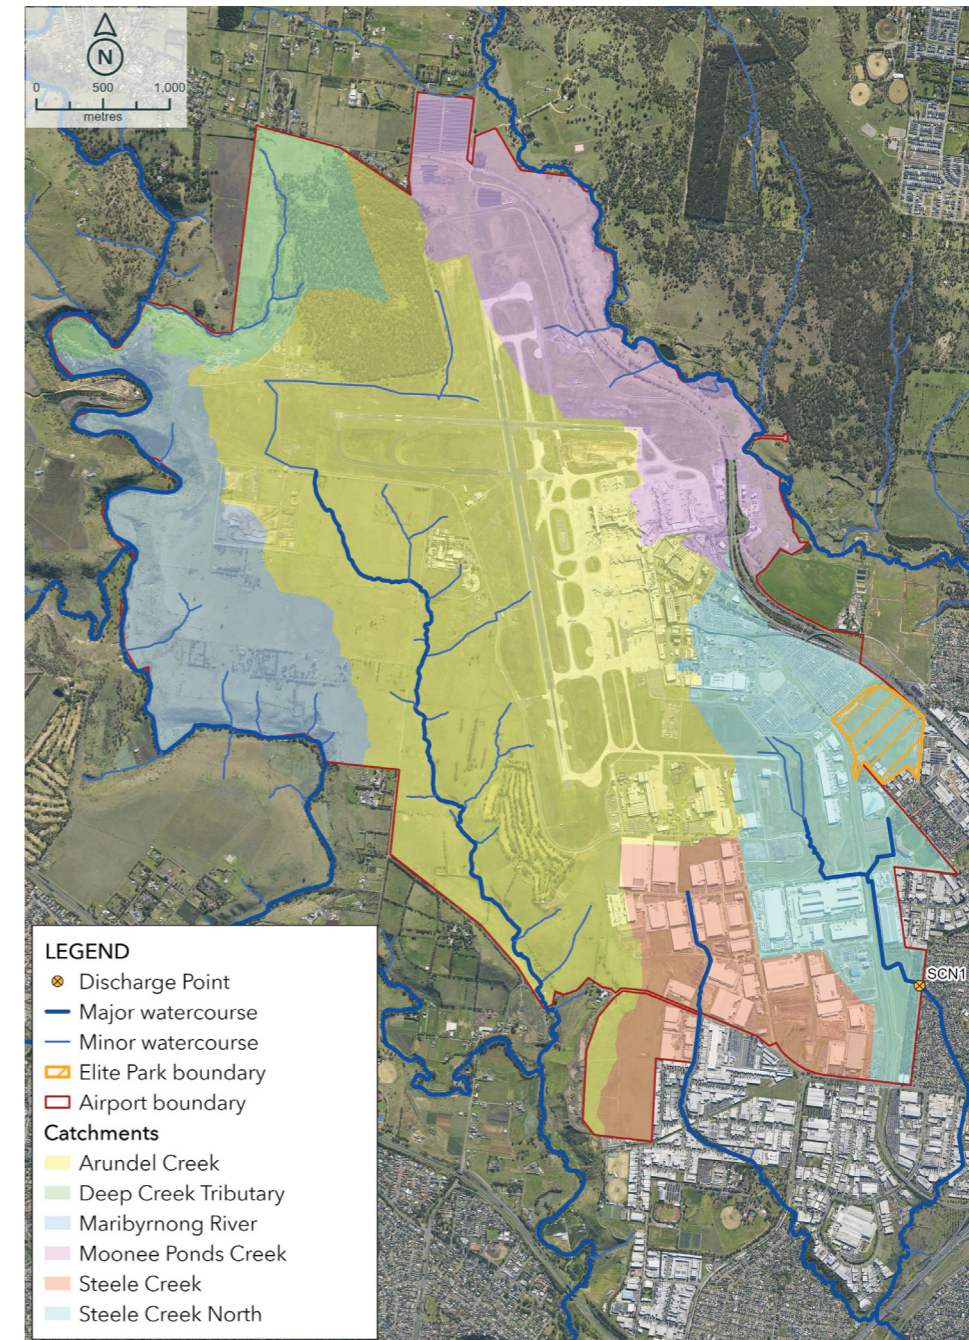 N
0 500 1,000
metres
SCN1
LEGEND
Discharge Point
Major watercourse
Minor watercourse
Elite Park boundary
Airport boundary
Catchments
Arundel Creek
Deep Creek Tributary
Maribyrnong River
Moonee Ponds Creek
Steele Creek
Steele Creek North